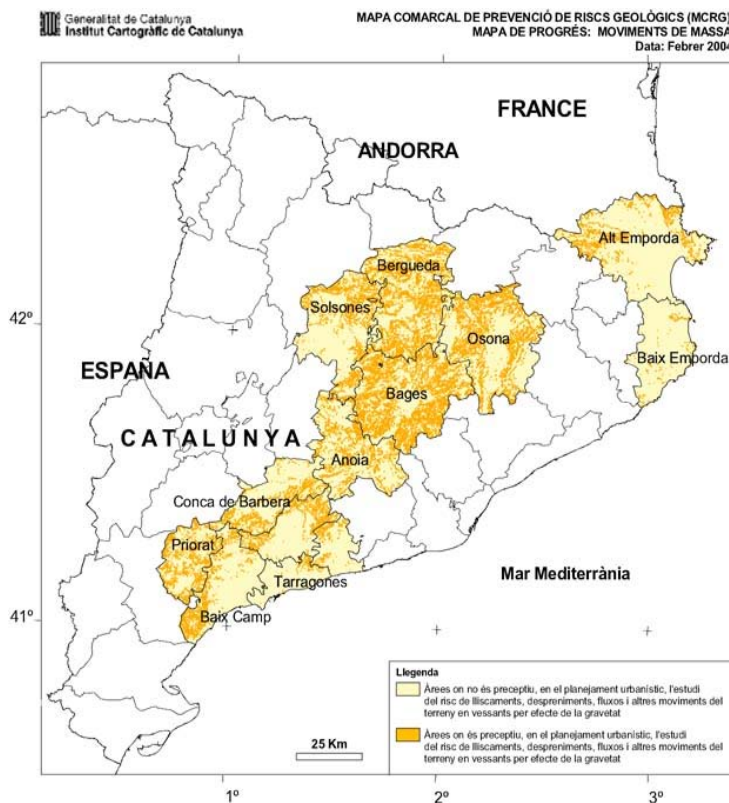 Generalitat de Catalunya
Institut Cartogràfic de Catalunya
MAPA COMARCAL DE PREVENCIÓ DE RISCS GEOLÒGICS (MCRG)
MAPA DE PROGRÉS: MOVIMENTS DE MASSA
Data: Febrer 2004
FRANCE
ANDORRA
Alt Emporda
Bergueda
Solsones
42º
Osona
Baix Emporda
ESPAÑA
Bages
CATALUNYA
Anoia
Conca de Barbera
Priorat
Mar Mediterrània
Tarragones
41º
Baix Camp
Llegenda
Àrees on no és preceptiu, en el planejament urbanístic, l'estudi
del risc de lliscaments, despreniments, fluxos i altres moviments del
terreny en vessants per efecte de la gravetat
Àrees on és preceptiu, en el planejament urbanístic, l'estudi
del risc de lliscaments, despreniments, fluxos i altres moviments del
terreny en vessants per efecte de la gravetat
25 Km
1º
2º
3º